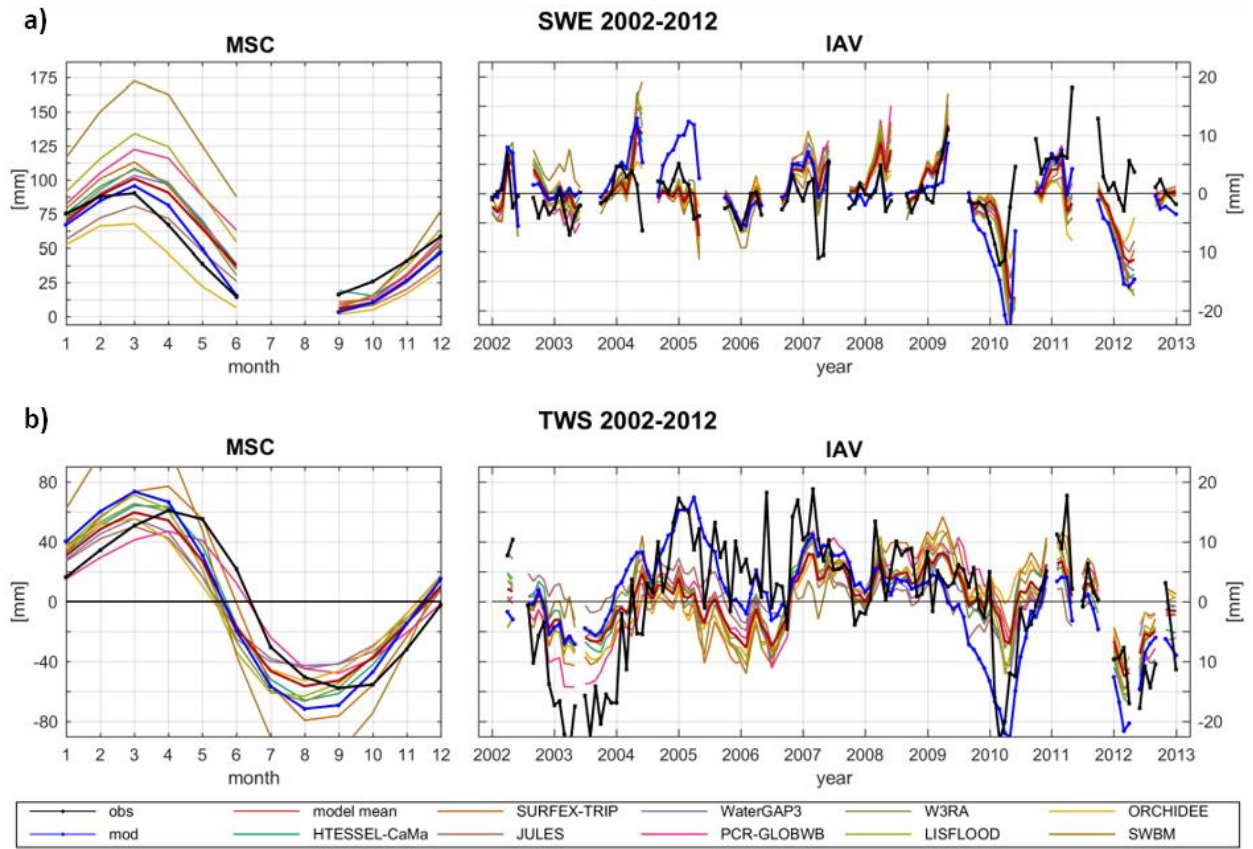 a)
SWE 2002-2012
MSC
IAV
175
150
125
100
75
50
25
0
[mm]
1 2 3 4 5 6 7 8 9 10 11 12
month
20
10
0
10
-20
[mm]
2002 2003 2004 2005 2006 2007 2008 2009 2010 2011 2012 2013
year
b)
TWS 2002-2012
MSC
IAV
80
40
0
-40
-80
[mm]
1 2 3 4 5 6 7 8 9 10 11 12
month
20
10
0
10
-20
[mm]
2002 2003 2004 2005 2006 2007 2008 2009 2010 2011 2012 2013
year
obs model mean SURFEX-TRIP WaterGAP3 W3RA ORCHIDEE
mod HTESSEL-CaMa JULES PCR-GLOBWB LISFLOOD SWBM